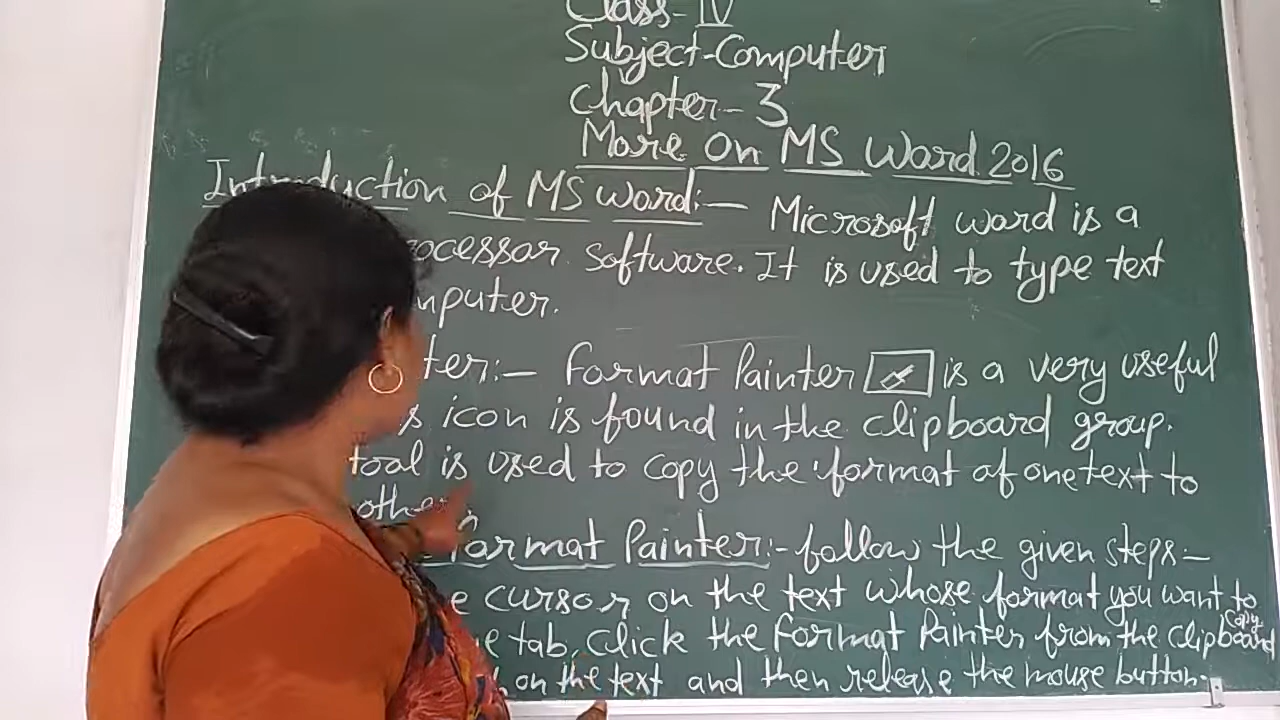 Class-IV
Subject-Computer
Chapter-3
More On MS Word 2016
Introduction of MS Word:- Microsoft word is a
ocessar software. It is used to type text
mputer.
ter:- Format Painter is a very useful
s icon is found in the clipboard group.
tool is used to copy the format of one text to
other
Format Painter:- follow the given steps:-
e cursor on the text whose format you want to
copy
e tab, click the Format Painter from the clipboard
h on the text and then release the mouse button.